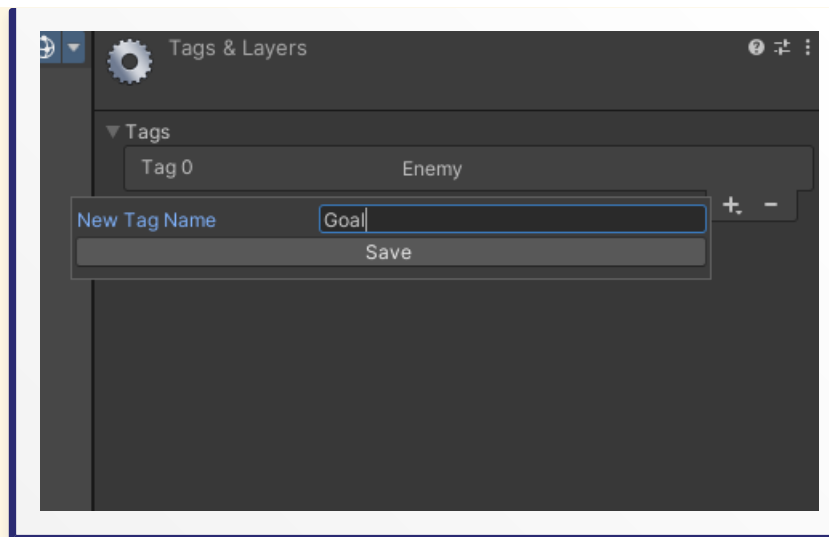 Tags & Layers
Tags
Tag 0 Enemy
New Tag Name Goal
Save